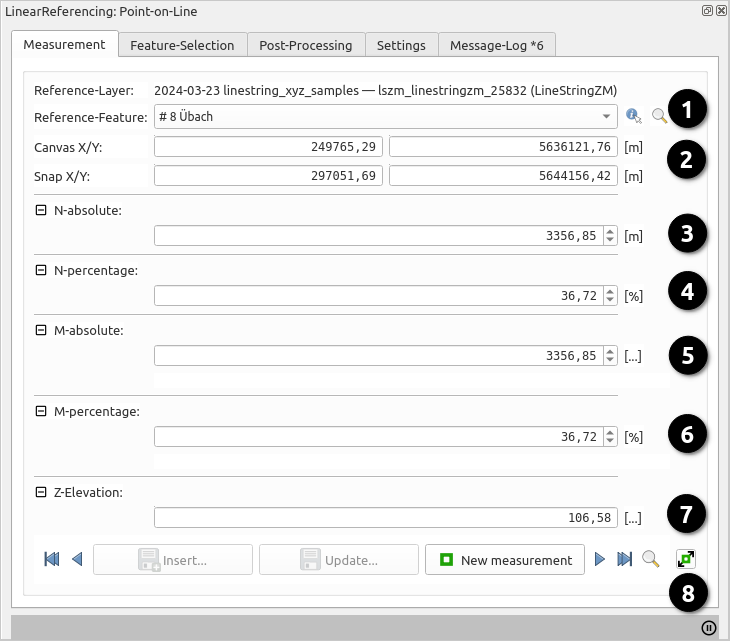 LinearReferencing: Point-on-Line
Measurement Feature-Selection Post-Processing Settings Message-Log *6
Reference-Layer: 2024-03-23 linestring_xyz_samples — lszm_linestringzm_25832 (LineStringZM)
Reference-Feature: # 8 Übach 1
Canvas X/Y: 249765,29 5636121,76 [m] 2
Snap X/Y: 297051,69 5644156,42 [m]
N-absolute:
3356,85 [m] 3
N-percentage:
36,72 [%] 4
M-absolute:
3356,85 [...] 5
M-percentage:
36,72 [%] 6
Z-Elevation:
106,58 [...] 7
Insert... Update... New measurement
8